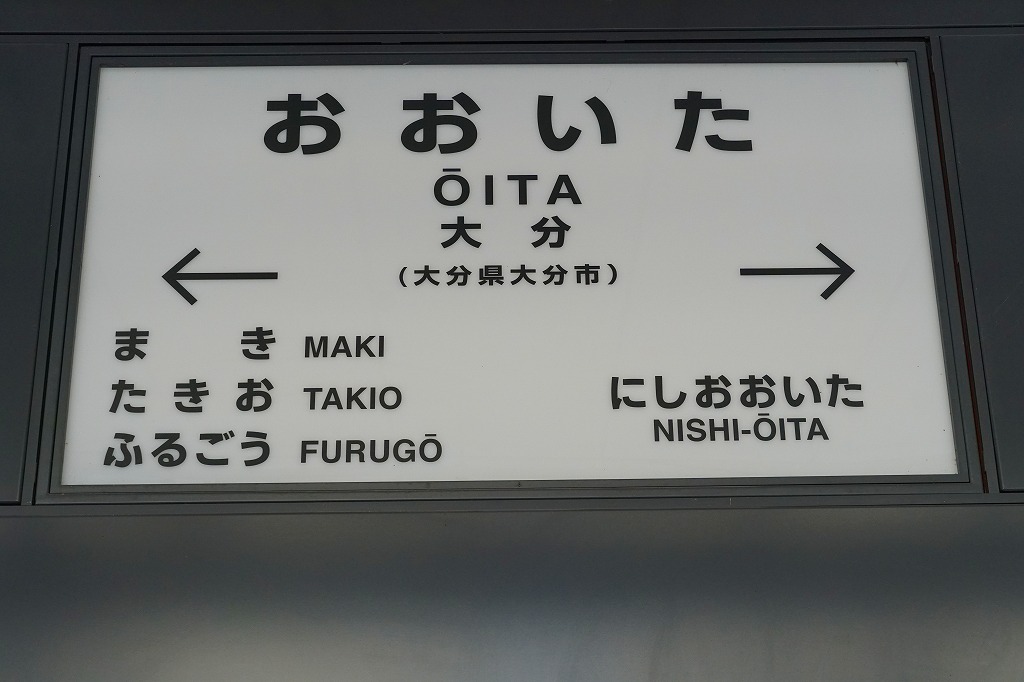 おおいた
ŌITA
大分
(大分県大分市)
← →
まき MAKI
たきお TAKIO
ふるごう FURUGŌ
にしおおいた
NISHI-ŌITA